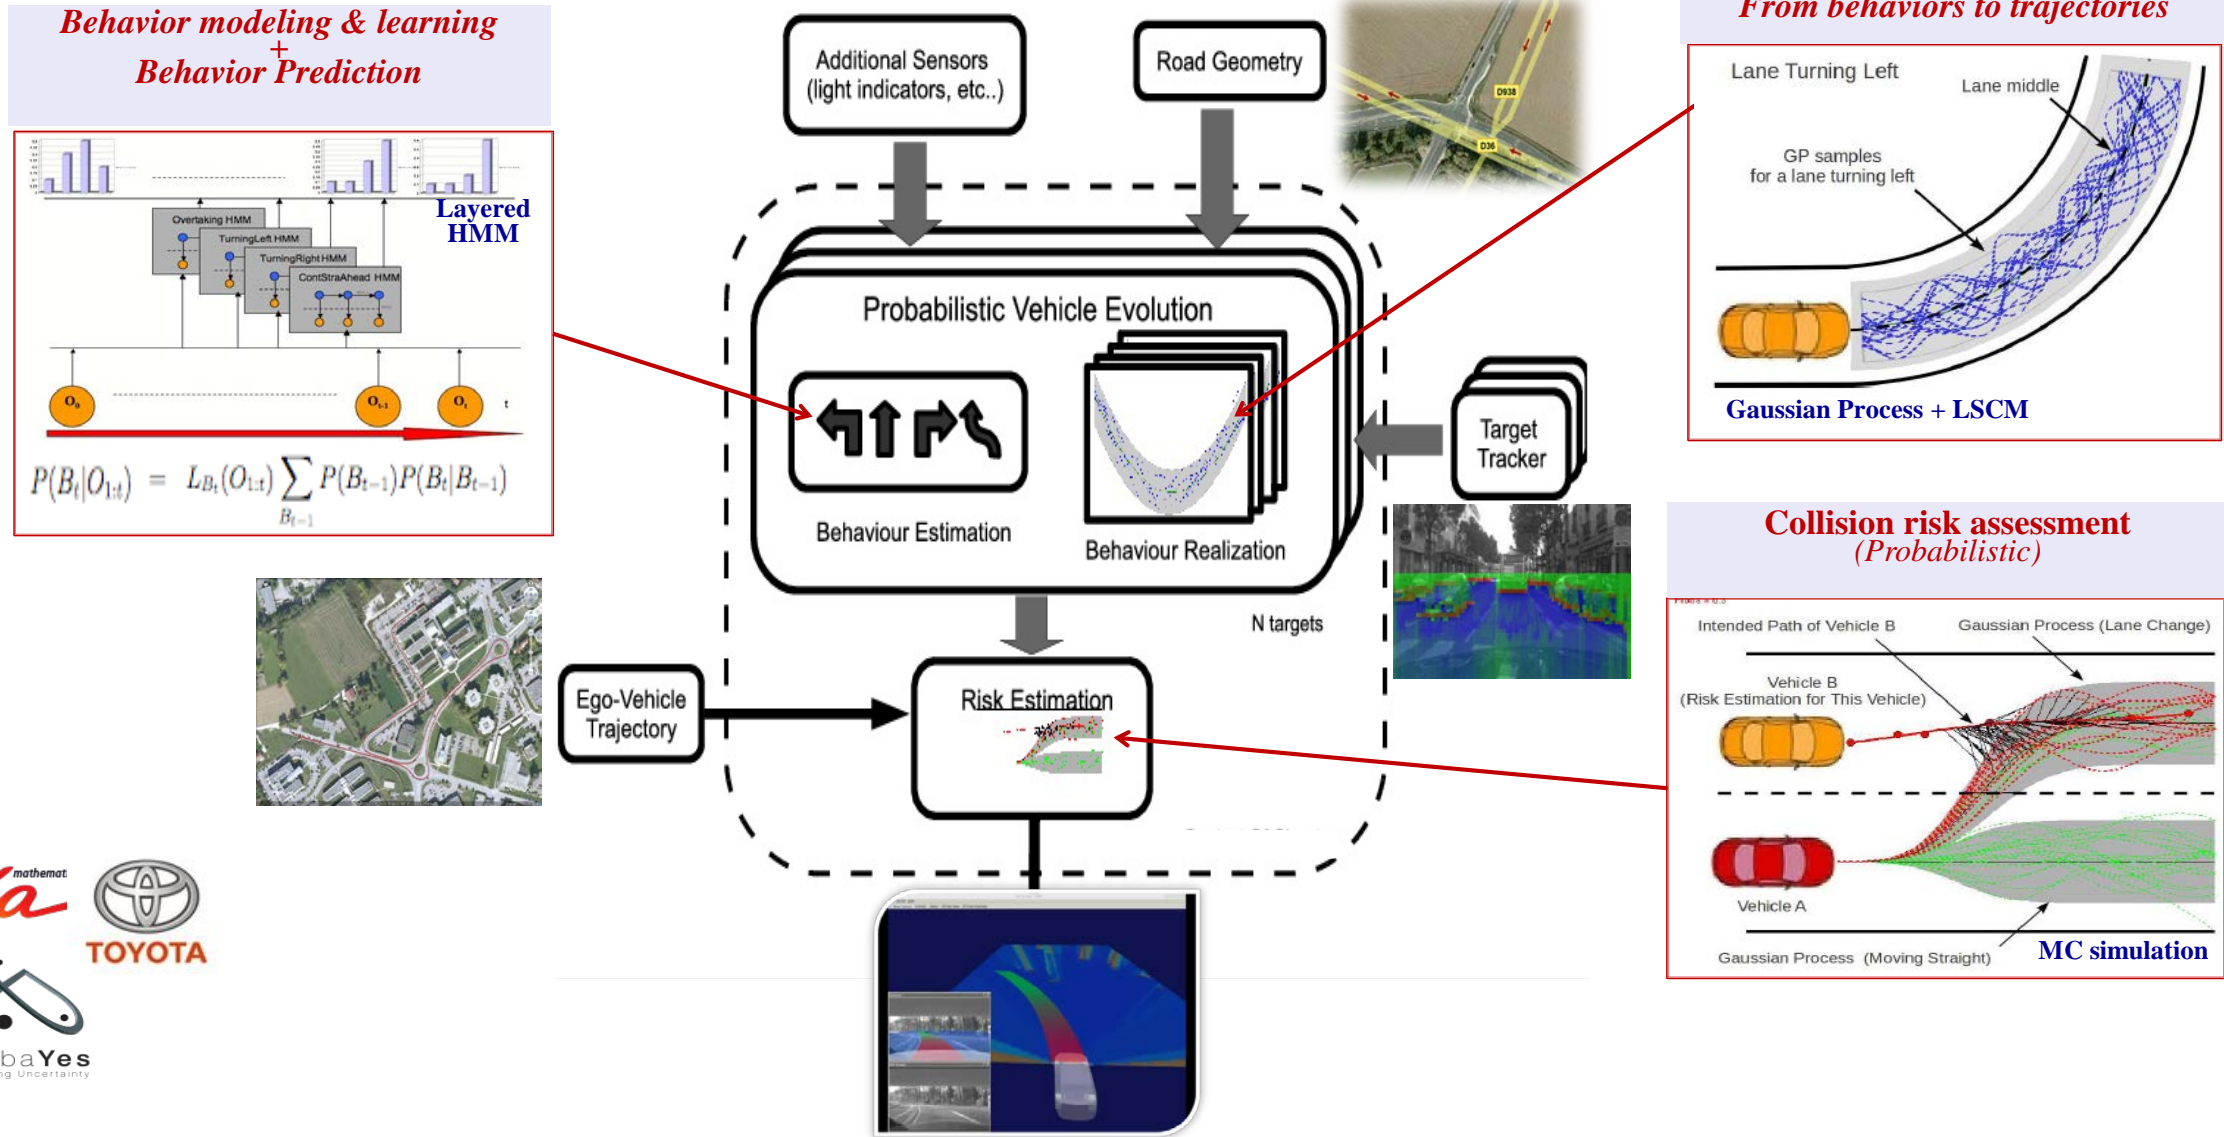 Behavior modeling & learning
+
Behavior Prediction
Layered
HMM
Overtaking HMM
TurningLeft HMM
TurningRight HMM
ContStraAhead HMM
O₀
Oₜ₋₁
Oₜ
t
P(Bₜ|O₁:ₜ) = L_Bₜ(O₁:ₜ) ∑ P(Bₜ₋₁)P(Bₜ|Bₜ₋₁)
Bₜ₋₁
Additional Sensors
(light indicators, etc..)
Road Geometry
D938
D36
Probabilistic Vehicle Evolution
Behaviour Estimation
Behaviour Realization
N targets
Target
Tracker
Ego-Vehicle
Trajectory
Risk Estimation
From behaviors to trajectories
Lane Turning Left
Lane middle
GP samples
for a lane turning left
Gaussian Process + LSCM
Collision risk assessment
(Probabilistic)
Intended Path of Vehicle B
Gaussian Process (Lane Change)
Vehicle B
(Risk Estimation for This Vehicle)
Vehicle A
Gaussian Process (Moving Straight)
MC simulation
mathemat
TOYOTA
baYes
ng Uncertainty